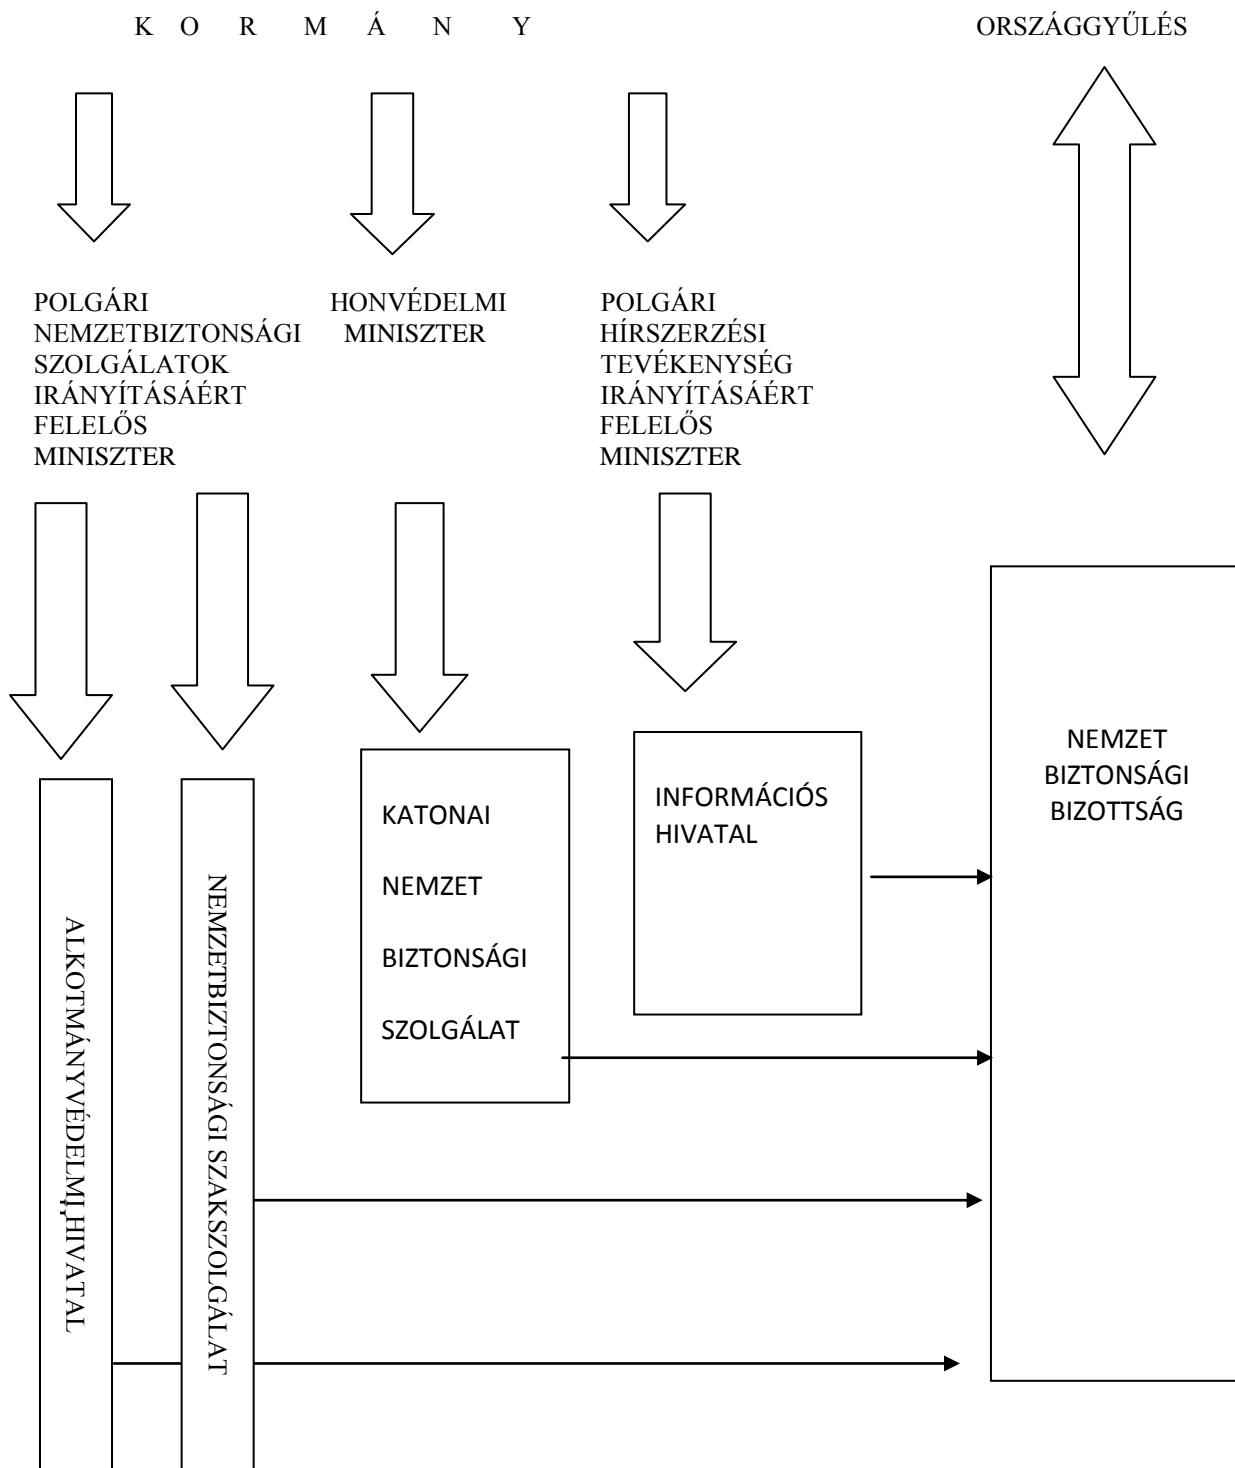 K O R M Á N Y
ORSZÁGGYŰLÉS
POLGÁRI
NEMZETBIZTONSÁGI
SZOLGÁLATOK
IRÁNYÍTÁSÁÉRT
FELELŐS
MINISZTER
HONVÉDELMI
MINISZTER
POLGÁRI
HÍRSZERZÉSI
TEVÉKENYSÉG
IRÁNYÍTÁSÁÉRT
FELELŐS
MINISZTER
ALKOTMÁNYVÉDELMI HIVATAL
NEMZETBIZTONSÁGI SZAKSZOLGÁLAT
KATONAI
NEMZET
BIZTONSÁGI
SZOLGÁLAT
INFORMÁCIÓS
HIVATAL
NEMZET
BIZTONSÁGI
BIZOTTSÁG